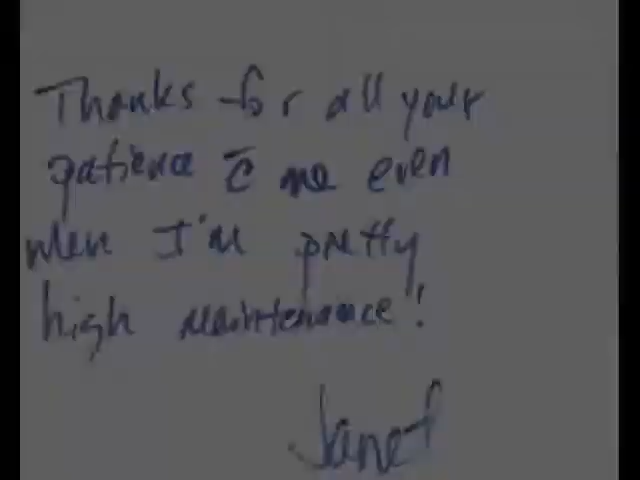 Thanks for all your
patience c̄ me even
when I'm pretty
high maintenance!
Janet